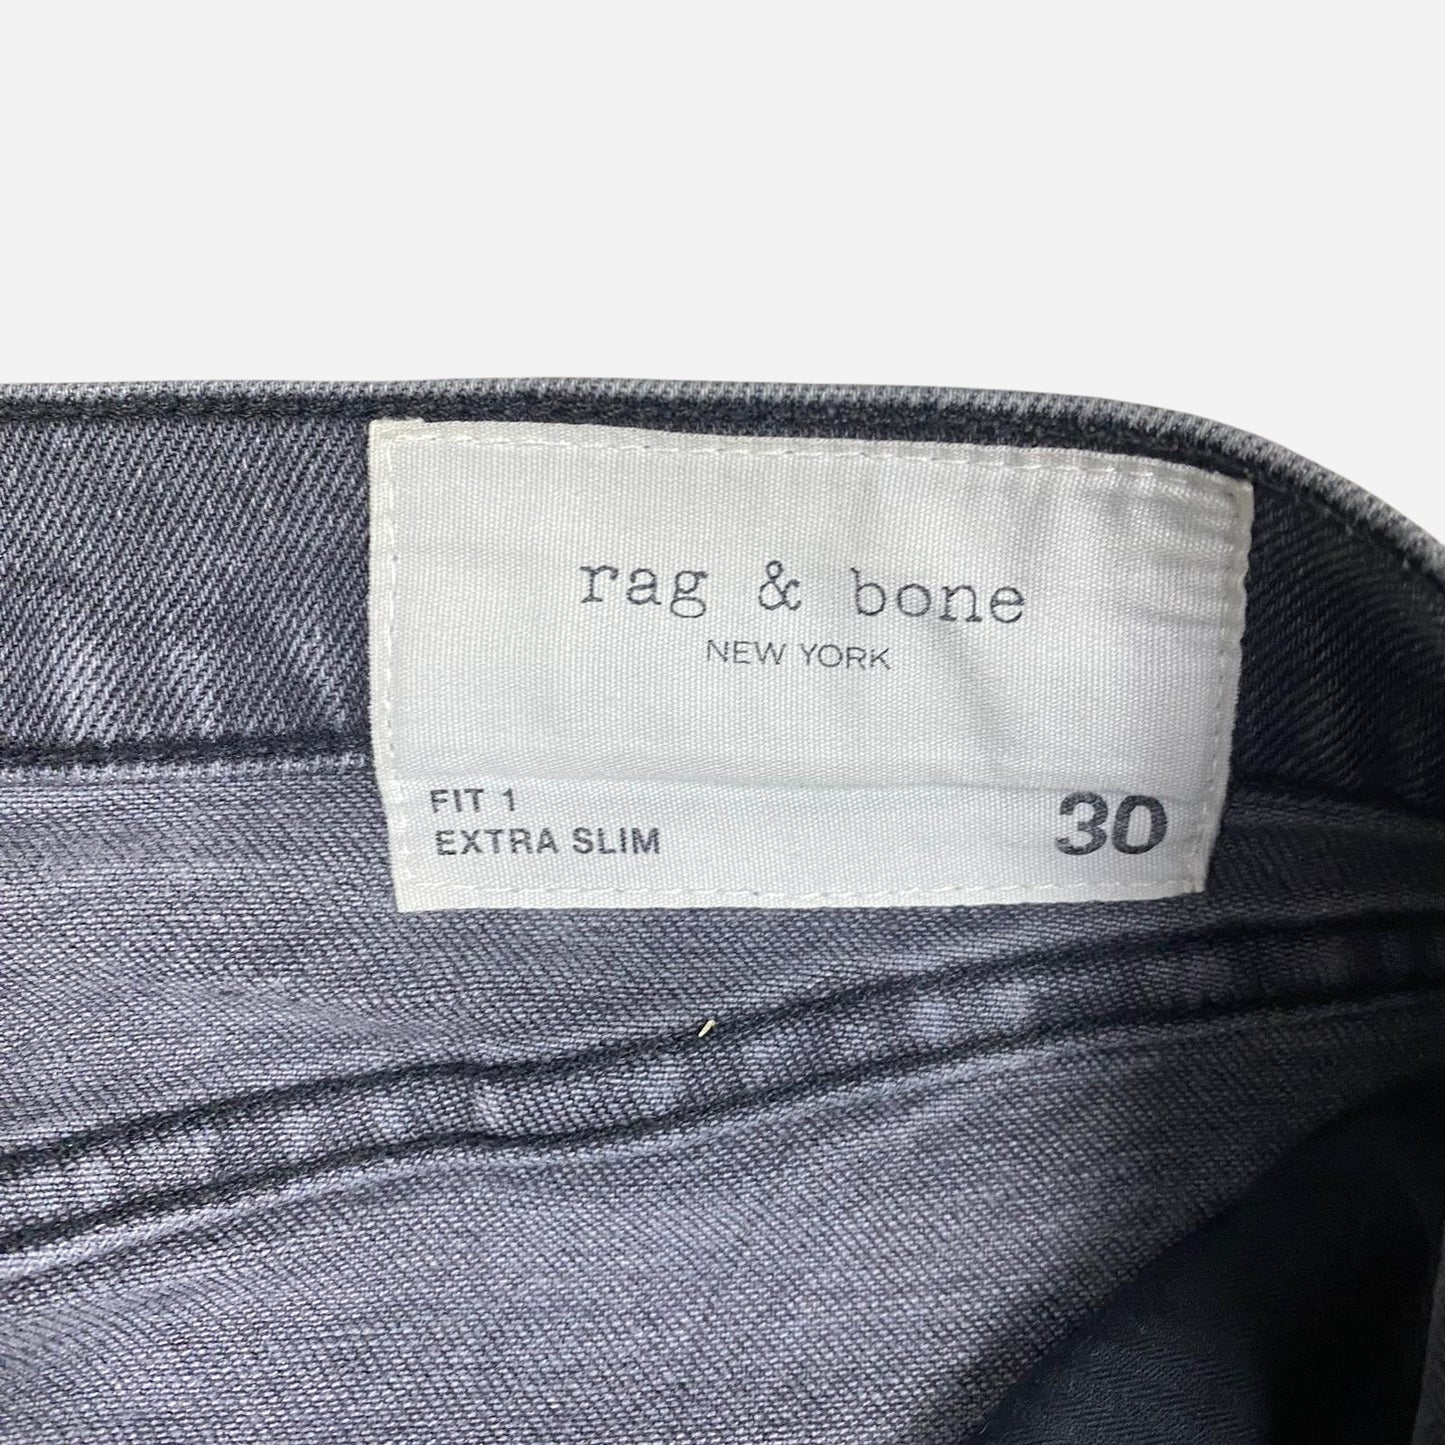 rag & bone
NEW YORK
FIT 1
EXTRA SLIM
30